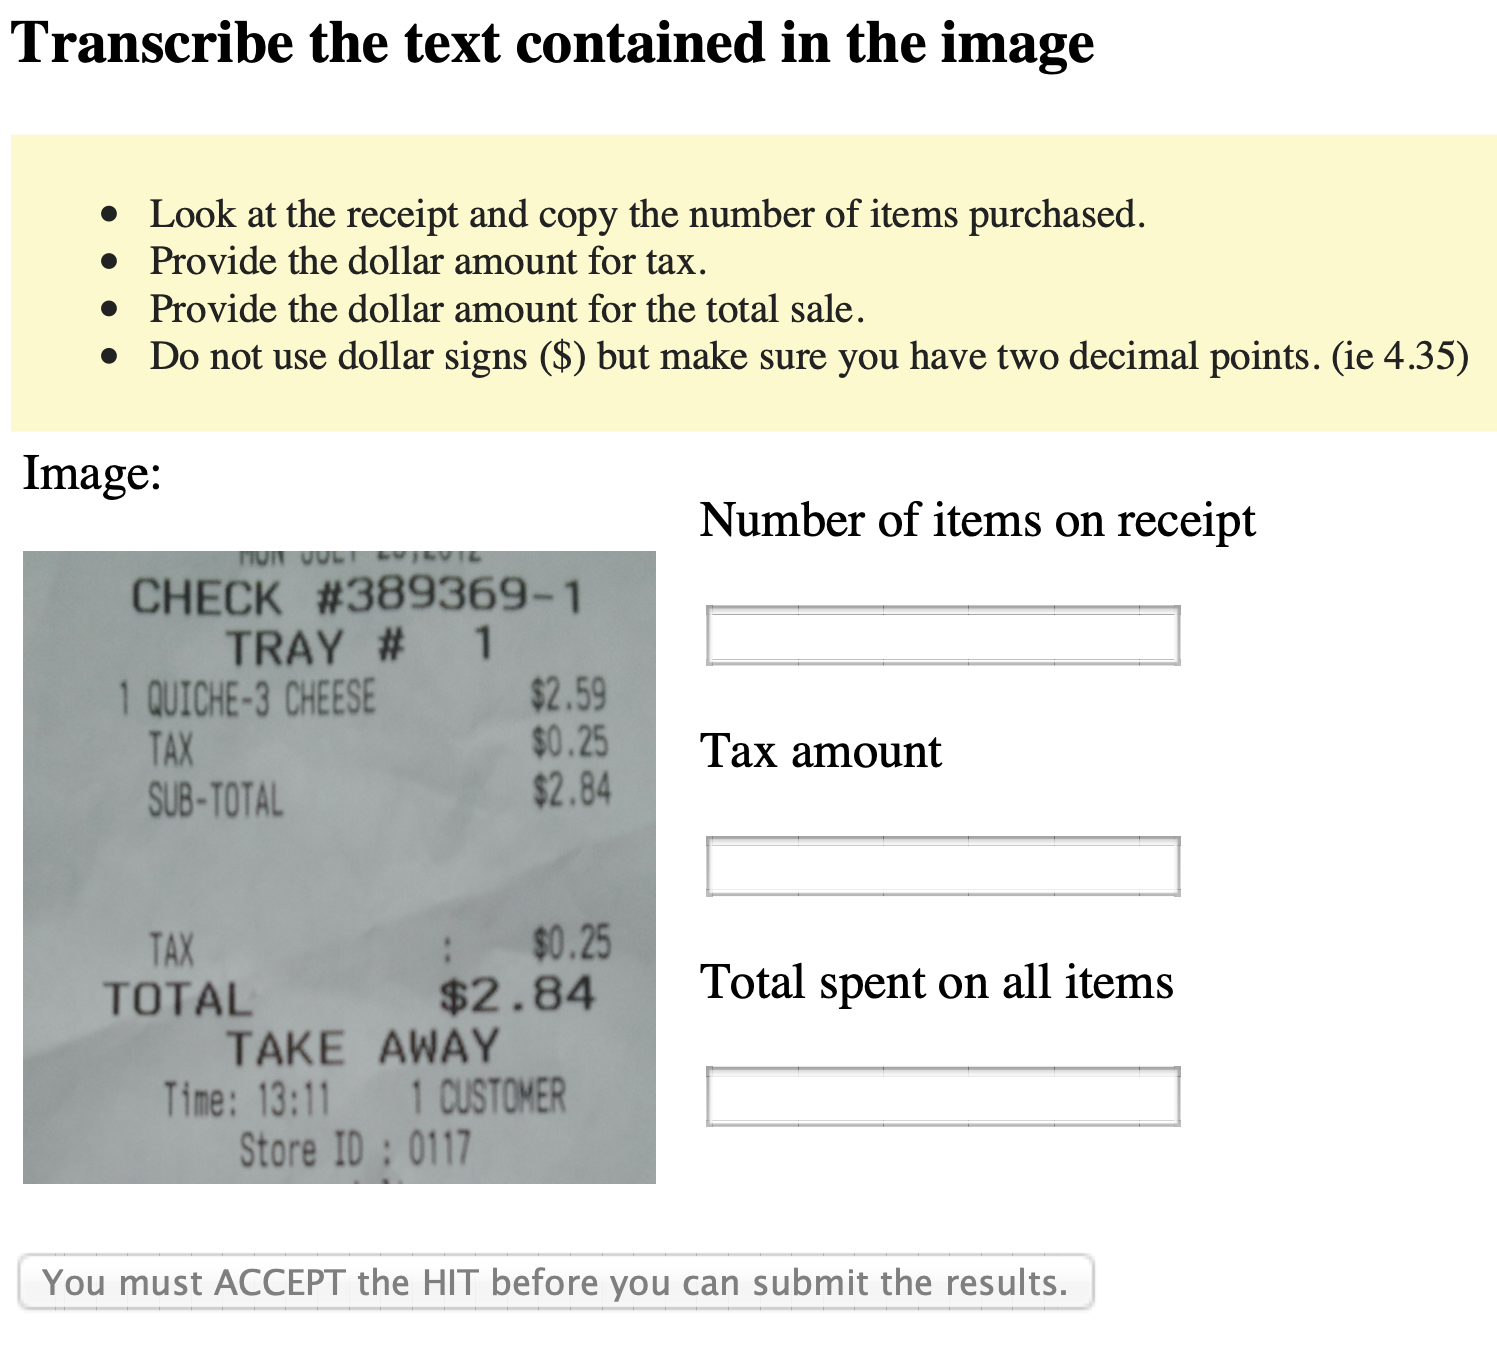 Transcribe the text contained in the image
• Look at the receipt and copy the number of items purchased.
• Provide the dollar amount for tax.
• Provide the dollar amount for the total sale.
• Do not use dollar signs ($) but make sure you have two decimal points. (ie 4.35)
Image:
MON JULY
CHECK #389369-1
TRAY # 1
1 QUICHE-3 CHEESE $2.59
TAX $0.25
SUB-TOTAL $2.84
TAX : $0.25
TOTAL $2.84
TAKE AWAY
Time: 13:11 1 CUSTOMER
Store ID : 0117
Number of items on receipt
Tax amount
Total spent on all items
You must ACCEPT the HIT before you can submit the results.